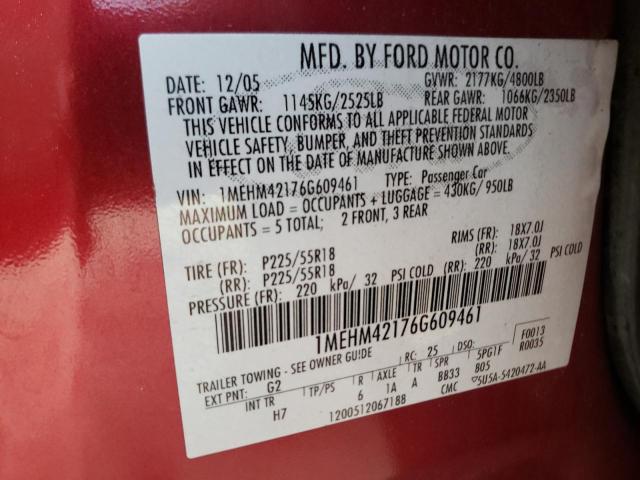 MFD. BY FORD MOTOR CO.
DATE: 12/05 GVWR: 2177KG/4800LB
FRONT GAWR: 1145KG/2525LB REAR GAWR: 1066KG/2350LB
THIS VEHICLE CONFORMS TO ALL APPLICABLE FEDERAL MOTOR
VEHICLE SAFETY, BUMPER, AND THEFT PREVENTION STANDARDS
IN EFFECT ON THE DATE OF MANUFACTURE SHOWN ABOVE.
VIN: 1MEHM42176G609461 TYPE: Passenger Car
MAXIMUM LOAD = OCCUPANTS + LUGGAGE = 430KG/ 950LB
OCCUPANTS = 5 TOTAL; 2 FRONT, 3 REAR
TIRE (FR): P225/55R18 RIMS (FR): 18X7.0J
(RR): P225/55R18 (RR): 18X7.0J
PRESSURE (FR): 220 kPa/ 32 PSI COLD (RR): 220 kPa/ 32 PSI COLD
1MEHM42176G609461
F0013
R0035
TRAILER TOWING - SEE OWNER GUIDE RC: 25 DSO:
EXT PNT: G2 TP/PS R AXLE TR SPR 5PG1F
INT TR H7 6 1A A BB33 B05
1200512067188 CMC ▽5U5A-5420472-AA